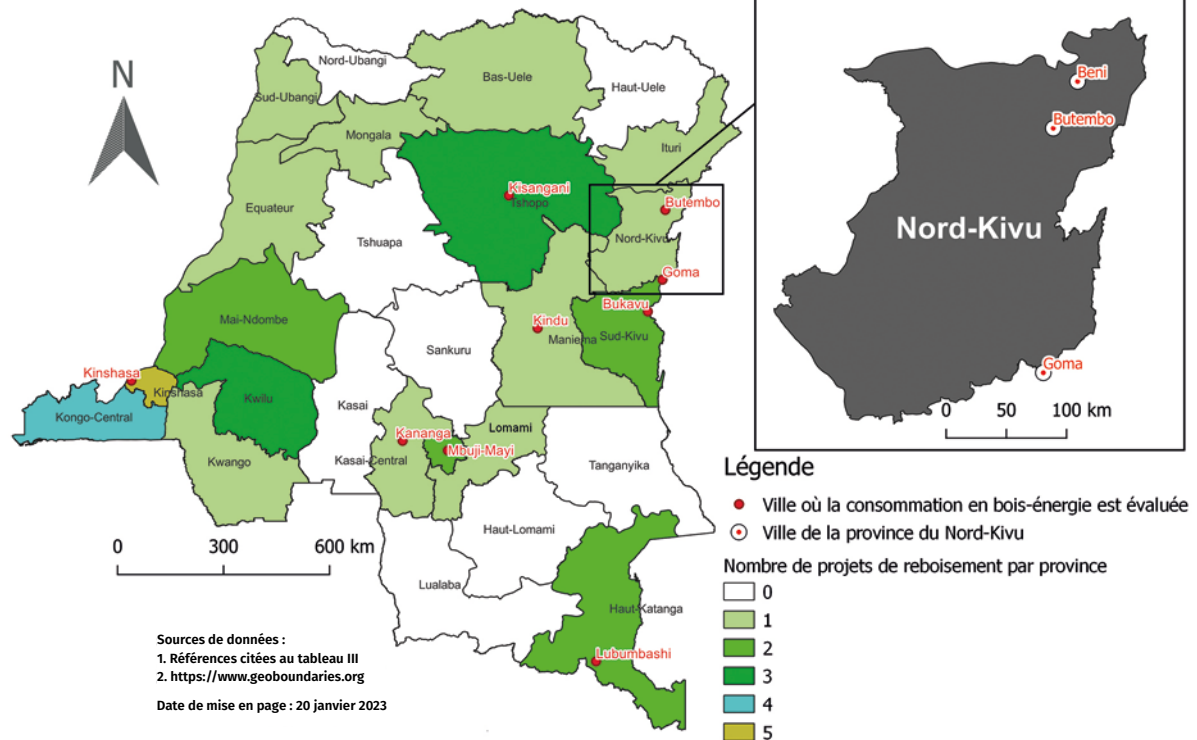 N
Nord-Ubangi
Bas-Uele
Haut-Uele
Sud-Ubangi
Mongala
Ituri
Kisangani
Tshopo
Butembo
Equateur
Tshuapa
Nord-Kivu
Goma
Bukavu
Mai-Ndombe
Kindu
Maniema
Sud-Kivu
Sankuru
Kinshasa
Kinshasa
Kwilu
Kongo-Central
Kasai
Lomami
Kananga
Mbuji-Mayi
Kwango
Kasai-Central
Tanganyika
Haut-Lomami
Lualaba
Haut-Katanga
Lubumbashi
0 300 600 km
Sources de données :
1. Références citées au tableau III
2. https://www.geoboundaries.org
Date de mise en page : 20 janvier 2023
Beni
Butembo
Nord-Kivu
Goma
0 50 100 km
Légende
Ville où la consommation en bois-énergie est évaluée
Ville de la province du Nord-Kivu
Nombre de projets de reboisement par province
0
1
2
3
4
5